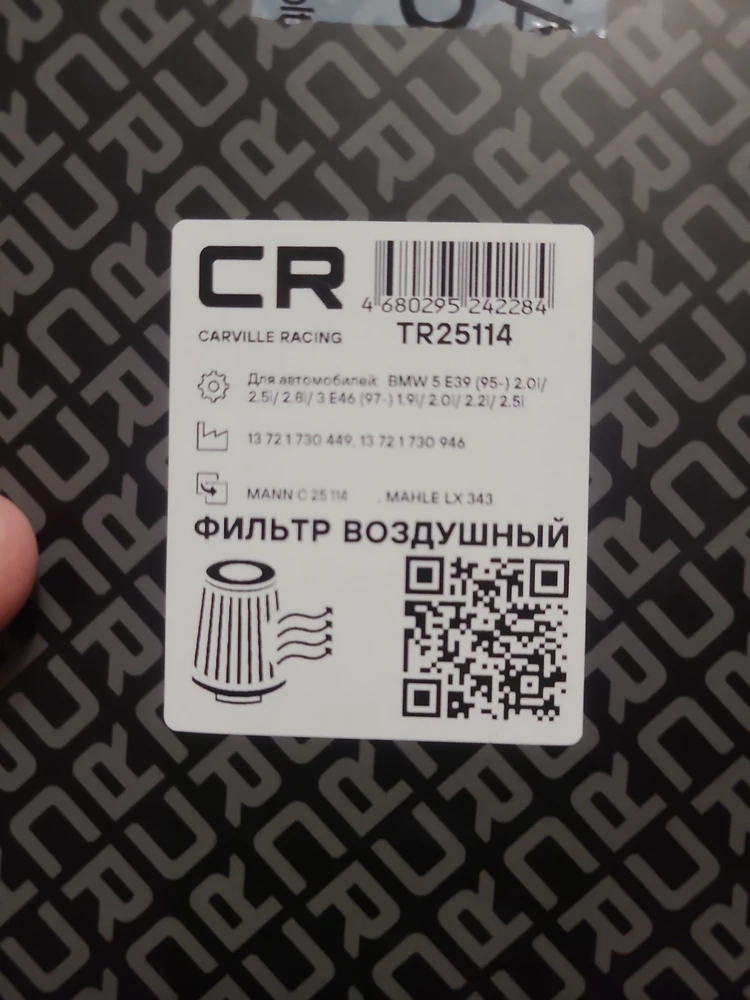 CR
4 680295 242284
CARVILLE RACING
TR25114
Для автомобилей: BMW 5 E39 (95-) 2.0i/
2.5i/ 2.8i/ 3 E46 (97-) 1.9i/ 2.0i/ 2.2i/ 2.5i
13 72 1 730 449, 13 72 1 730 946
MANN C 25 114 , MAHLE LX 343
ФИЛЬТР ВОЗДУШНЫЙ